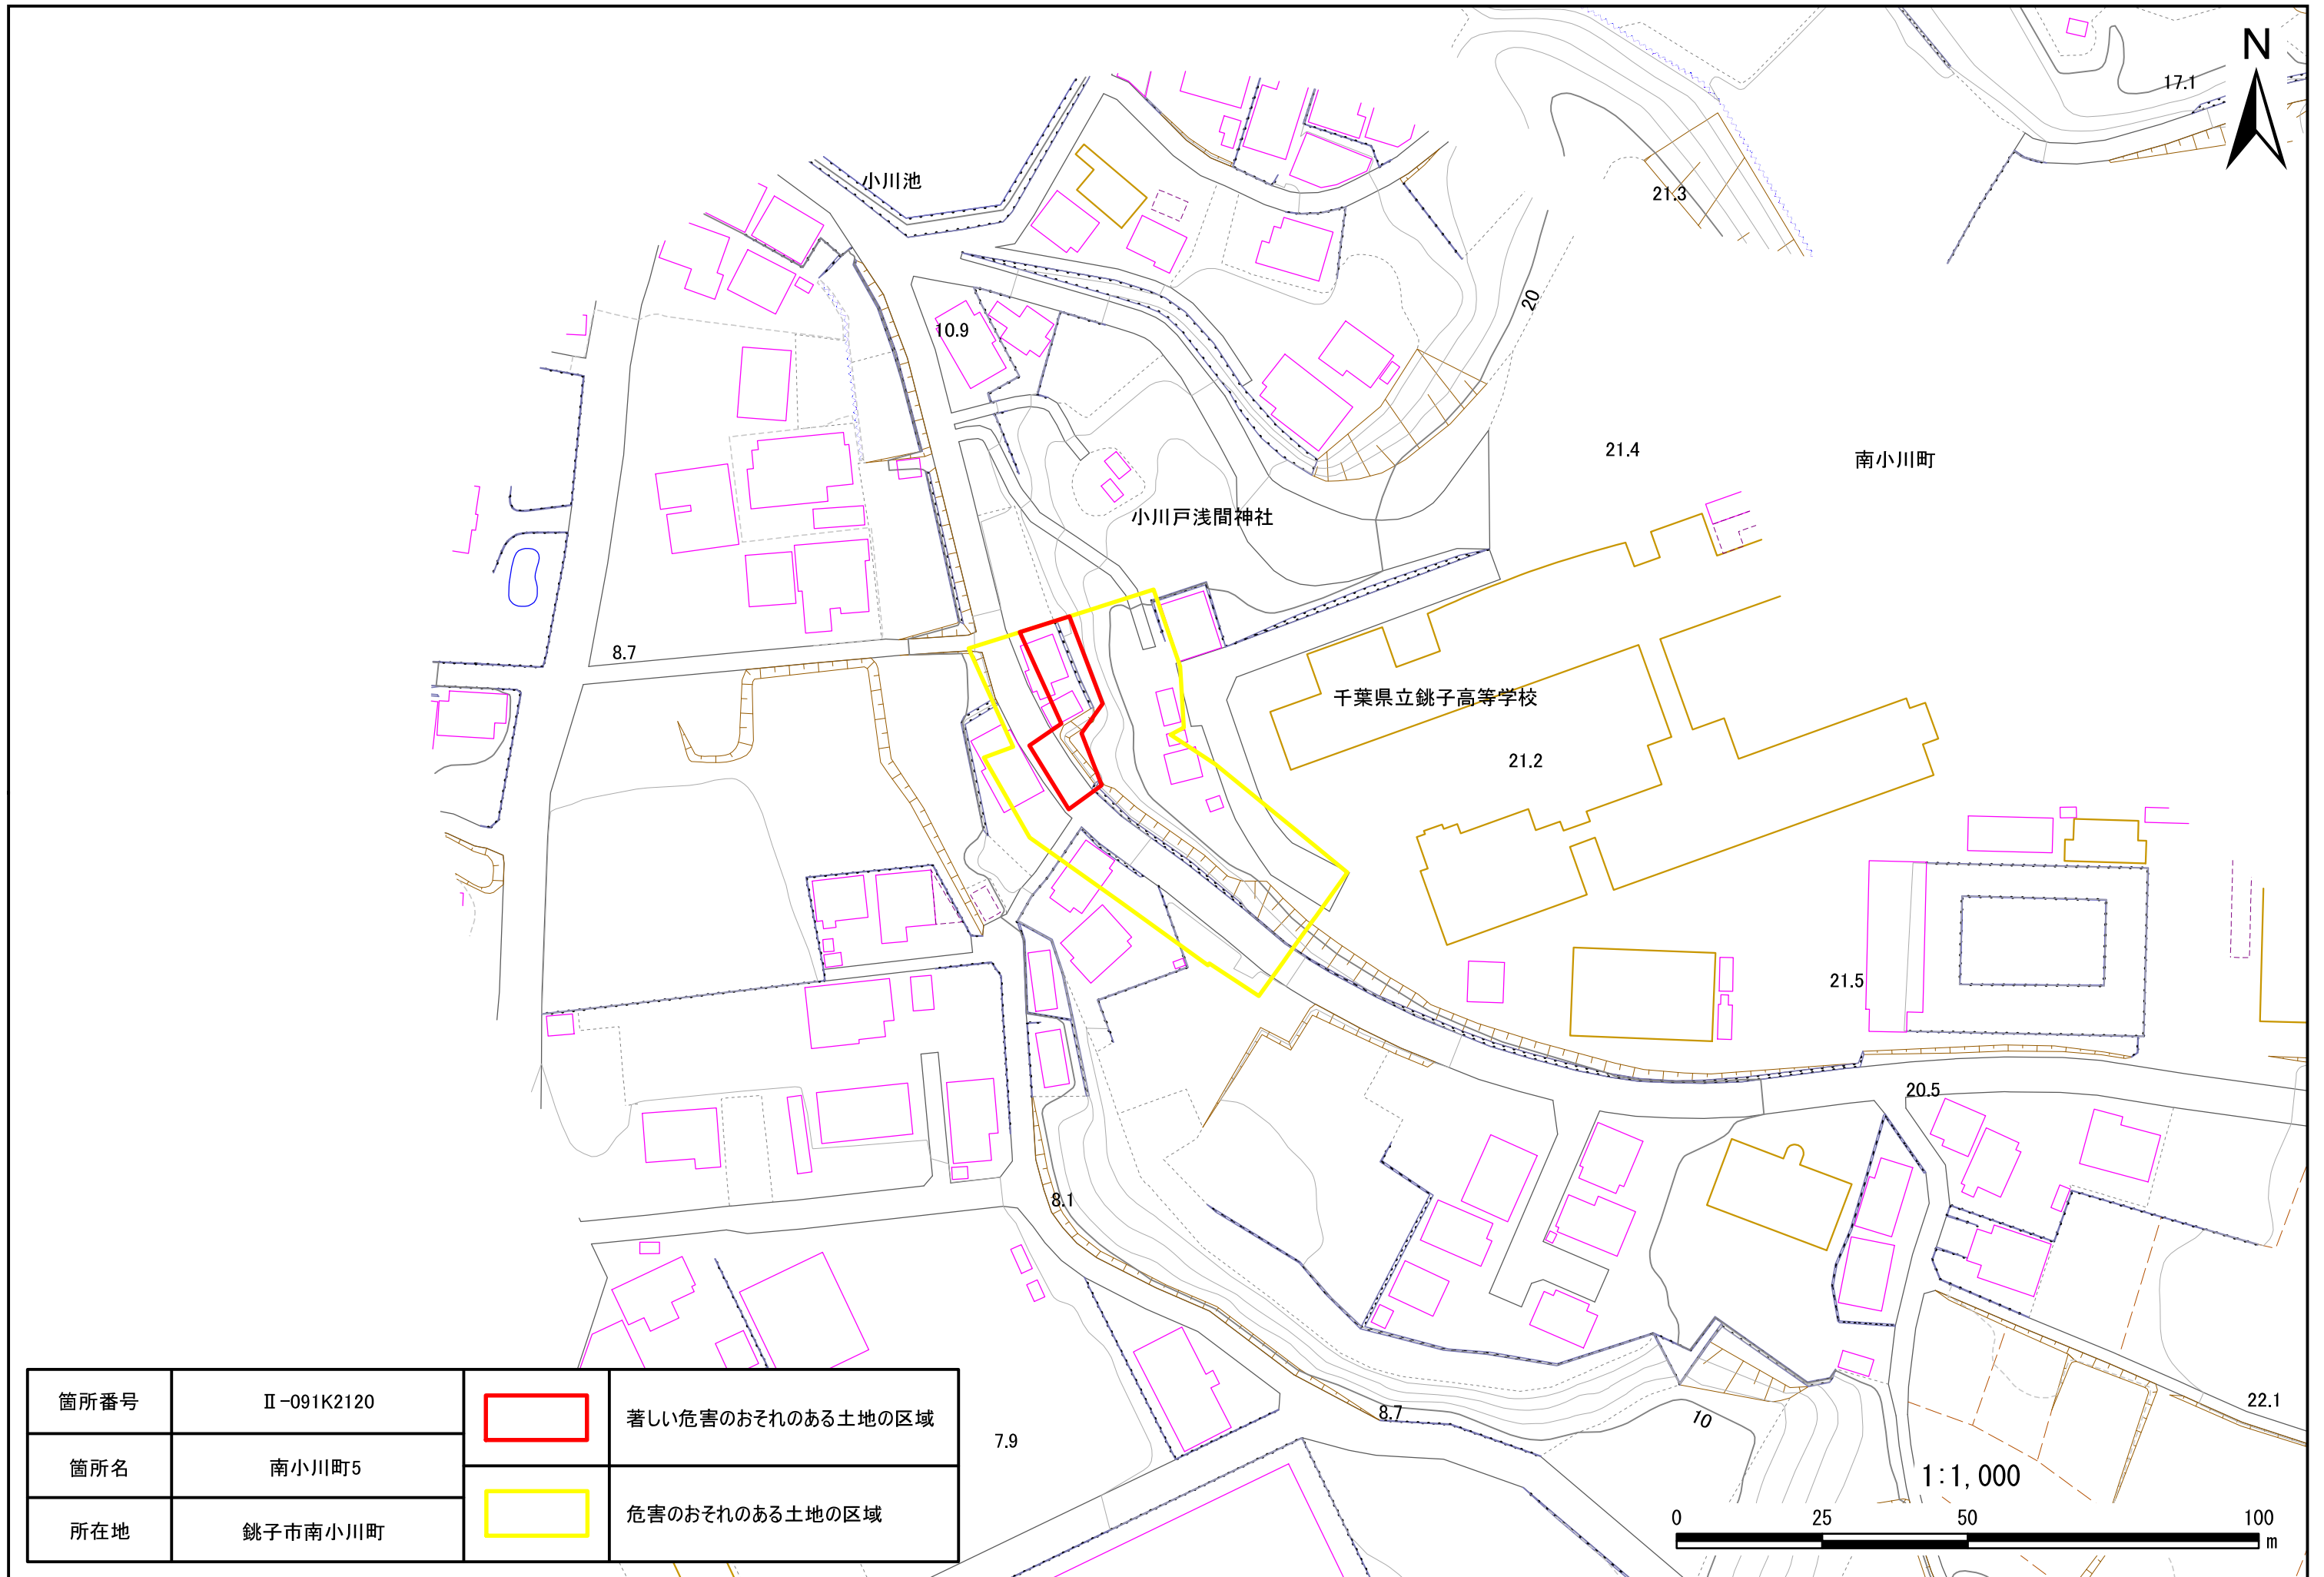 N
17.1
小川池
21.3
20
10.9
21.4
南小川町
小川戸浅間神社
8.7
千葉県立銚子高等学校
21.2
21.5
20.5
8.1
22.1
8.7
10
7.9
1:1,000
0 25 50 100
m
箇所番号 Ⅱ-091K2120
箇所名 南小川町5
所在地 銚子市南小川町
著しい危害のおそれのある土地の区域
危害のおそれのある土地の区域